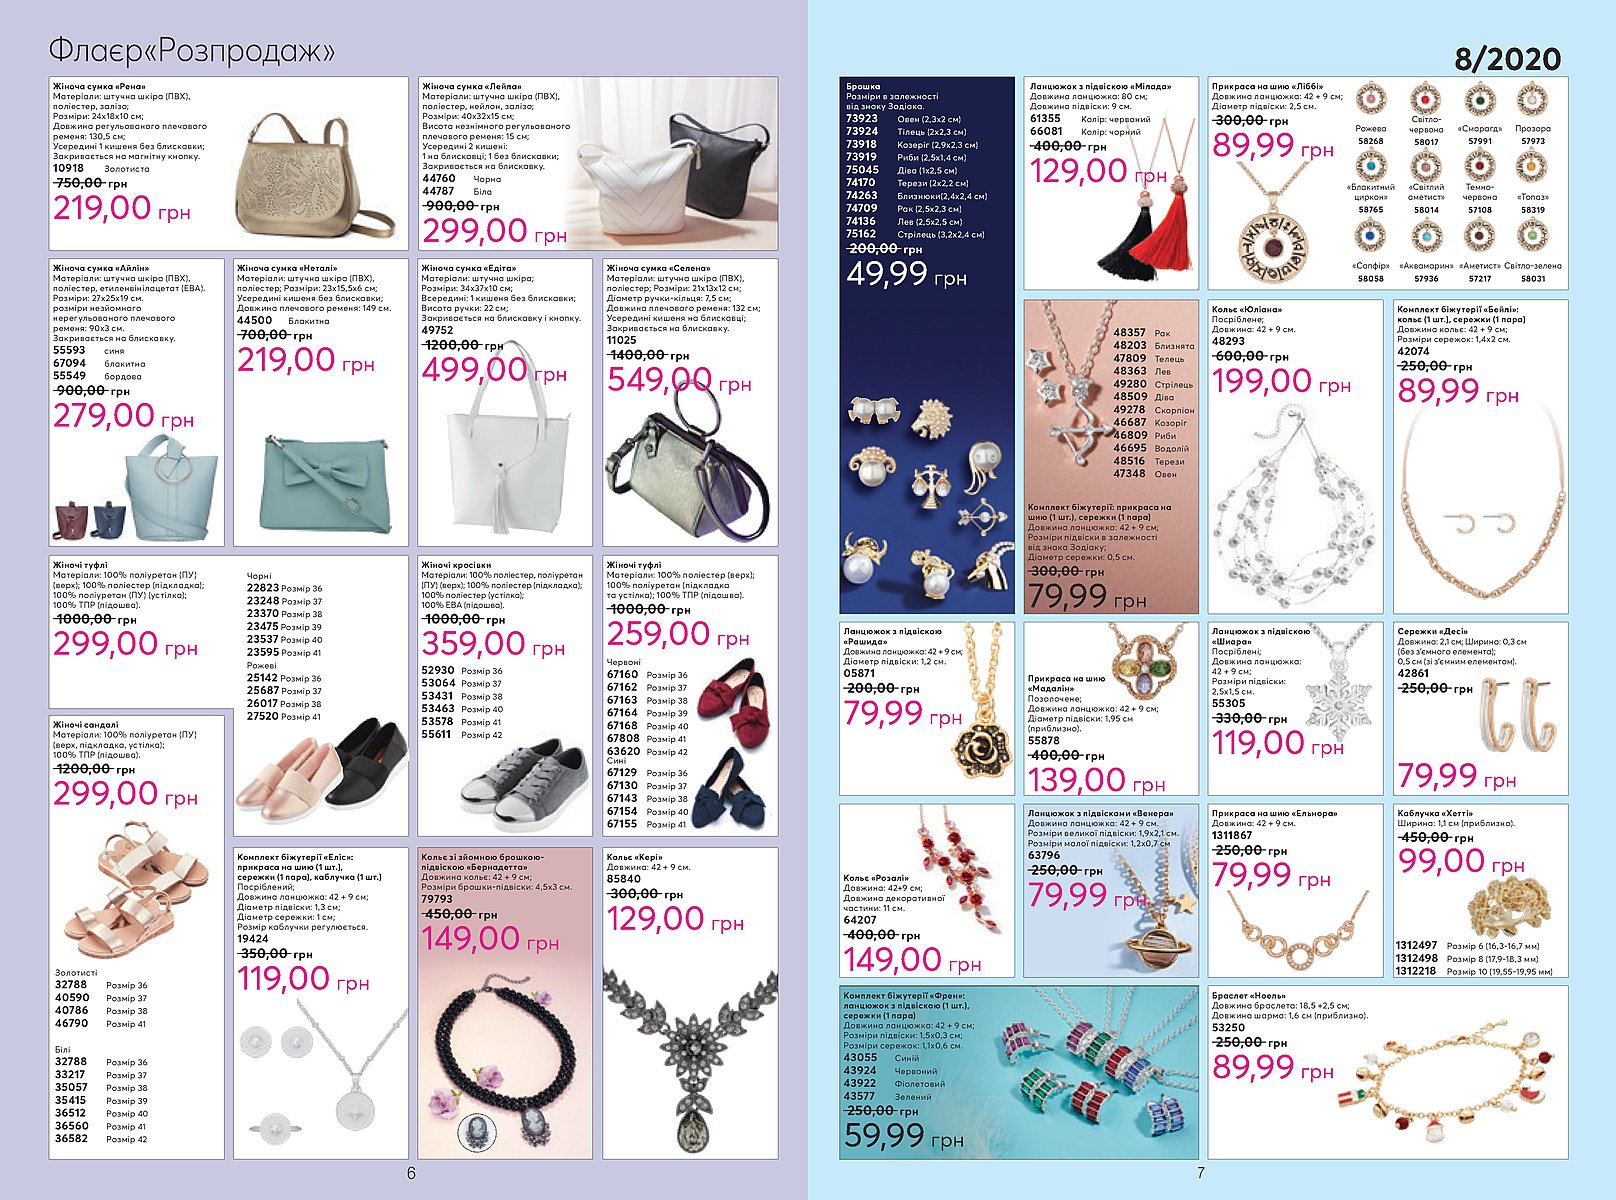 Флаєр«Розпродаж»
Жіноча сумка «Рена»
Матеріали: штучна шкіра (ПВХ),
поліестер, заліза;
Розміри: 24х18х10 см;
Довжина регульованого плечового
ременя: 130,5 см;
Усередині 1 кишеня без блискавки;
Закривається на магнітну кнопку.
10918 Золотиста
750,00 грн
219,00 грн
Жіноча сумка «Лейла»
Матеріали: штучна шкіра (ПВХ),
поліестер, нейлон, заліза;
Розміри: 40х32х15 см;
Висота незнімного регульованого
плечового ременя: 15 см;
Усередині 2 кишені:
1 на блискавці; 1 без блискавки;
Закривається на блискавку.
44760 Чорна
44787 Біла
900,00 грн
299,00 грн
Жіноча сумка «Айлін»
Матеріали: штучна шкіра (ПВХ),
поліестер, етиленвінілацетат (ЕВА).
Розміри: 27х25х19 см.
розміри незйомного
нерегульованого плечового
ременя: 90х3 см.
Закривається на блискавку.
55593 синя
67094 блакитна
55549 бордова
900,00 грн
279,00 грн
Жіноча сумка «Неталі»
Матеріали: штучна шкіра (ПВХ),
поліестер; Розміри: 23х15,5х6 см;
Усередині кишеня без блискавки;
Довжина плечового ременя: 149 см.
44500 Блакитна
700,00 грн
219,00 грн
Жіноча сумка «Едіга»
Матеріали: штучна шкіра;
Розміри: 34х37х10 см;
Всередині: 1 кишеня без блискавки;
Висота ручки: 22 см;
Закривається на блискавку і кнопку.
49752
1200,00 грн
499,00 грн
Жіноча сумка «Селена»
Матеріали: штучна шкіра (ПВХ),
поліестер; Розміри: 21х13х12 см;
Діаметр ручки-кільця: 7,5 см;
Довжина плечового ременя: 132 см;
Усередині кишеня на блискавці;
Закривається на блискавку.
11025
1400,00 грн
549,00 грн
Жіночі туфлі
Матеріали: 100% поліуретан (ПУ)
(верх); 100% поліестер (підкладка);
100% поліуретан (ПУ) (устілка);
100% ТПР (підошва).
1000,00 грн
299,00 грн
Чорні
22823 Розмір 36
23248 Розмір 37
23370 Розмір 38
23475 Розмір 39
23537 Розмір 40
23595 Розмір 41
Рожеві
25142 Розмір 36
25687 Розмір 37
26017 Розмір 38
27520 Розмір 41
Жіночі кросівки
Матеріали: 100% поліестер, поліуретан
(ПУ) (верх); 100% поліестер (підкладка);
100% поліестер (устілка);
100% ЕВА (підошва).
1000,00 грн
359,00 грн
52930 Розмір 36
53064 Розмір 37
53431 Розмір 38
53463 Розмір 40
53578 Розмір 41
55611 Розмір 42
Жіночі туфлі
Матеріали: 100% поліестер (верх);
100% поліуретан (підкладка
та устілка); 100% ТПР (підошва).
1000,00 грн
259,00 грн
Червоні
67160 Розмір 36
67162 Розмір 37
67163 Розмір 38
67164 Розмір 39
67168 Розмір 40
67808 Розмір 41
63620 Розмір 42
Сині
67129 Розмір 36
67130 Розмір 37
67143 Розмір 38
67154 Розмір 40
67155 Розмір 41
Жіночі сандалі
Матеріали: 100% поліуретан (ПУ)
(верх, підкладка, устілка);
100% ТПР (підошва).
1200,00 грн
299,00 грн
Золотисті
32788 Розмір 36
40590 Розмір 37
40786 Розмір 38
46790 Розмір 41
Білі
32788 Розмір 36
33217 Розмір 37
35057 Розмір 38
35415 Розмір 39
36512 Розмір 40
36560 Розмір 41
36582 Розмір 42
Комплект біжутерії «Еліс»:
прикраса на шию (1 шт.),
сережки (1 пара), каблучка (1 шт.)
Посріблений;
Довжина ланцюжка: 42 + 9 см;
Діаметр підвіски: 1,3 см;
Діаметр сережки: 1 см;
Розмір каблучки регулюється.
19424
350,00 грн
119,00 грн
Кольє зі зйомною брошкою-
підвіскою «Бернадетта»
Довжина кольє: 42 + 9 см;
Розміри брошки-підвіски: 4,5х3 см.
79793
450,00 грн
149,00 грн
Кольє «Кері»
Довжина: 42 + 9 см.
85840
300,00 грн
129,00 грн
6
8/2020
Брошка
Розміри в залежності
від знаку Зодіака.
73923 Овен (2,3х2 см)
73924 Тілець (2х2,3 см)
73918 Козеріг (2,9х2,3 см)
73919 Риби (2,5х1,4 см)
75045 Діва (1х2,5 см)
74170 Терези (2х2,2 см)
74263 Близнюки(2,4х2,4 см)
74709 Рак (2,5х2,3 см)
74136 Лев (2,5х2,5 см)
75162 Стрілець (3,2х2,4 см)
200,00 грн
49,99 грн
Ланцюжок з підвіскою «Мілада»
Довжина ланцюжка: 80 см;
Довжина підвіски: 9 см.
61355 Колір: червоний
66081 Колір: чорний
400,00 грн
129,00 грн
Прикраса на шию «Ліббі»
Довжина ланцюжка: 42 + 9 см;
Діаметр підвіски: 2,5 см.
300,00 грн
89,99 грн
Рожева
58268
Світло-
червона
58017
«Смарагд»
57991
Прозора
57973
«Блакитний
циркон»
58765
«Світлий
аметист»
58014
Темно-
червона
57108
«Топаз»
58319
«Сапфір»
58058
«Аквамарин»
57936
«Аметист»
57217
Світло-зелена
58031
48357 Рак
48203 Близнята
47809 Телець
48363 Лев
49280 Стрілець
48509 Діва
49278 Скорпіон
46687 Козоріг
46809 Риби
46695 Водолій
48516 Терези
47348 Овен
Комплект біжутерії: прикраса на
шию (1 шт.), сережки (1 пара)
Довжина ланцюжка: 42 + 9 см;
Розміри підвіски в залежності
від знака Зодіаку;
Діаметр сережки: 0,5 см.
300,00 грн
79,99 грн
Кольє «Юліана»
Посріблене;
Довжина: 42 + 9 см.
48293
600,00 грн
199,00 грн
Комплект біжутерії «Бейлі»:
кольє (1 шт.), сережки (1 пара)
Довжина кольє: 42 + 9 см;
Розміри сережок: 1,4х2 см.
42074
250,00 грн
89,99 грн
Ланцюжок з підвіскою
«Рашида»
Довжина ланцюжка: 42 + 9 см;
Діаметр підвіски: 1,2 см.
05871
200,00 грн
79,99 грн
Прикраса на шию
«Мадалін»
Позолочене;
Довжина ланцюжка: 42 + 9 см;
Діаметр підвіски: 1,95 см
(приблизно).
55878
400,00 грн
139,00 грн
Ланцюжок з підвіскою
«Шиара»
Посріблені;
Довжина ланцюжка:
42 + 9 см;
Розміри підвіски:
2,5х1,5 см.
55305
330,00 грн
119,00 грн
Сережки «Десі»
Довжина: 2,1 см; Ширина: 0,3 см
(без з’ємного елемента);
0,5 см (зі з’ємним елементом).
42861
250,00 грн
79,99 грн
Кольє «Розалі»
Довжина: 42+9 см;
Довжина декоративної
частини: 11 см.
64207
400,00 грн
149,00 грн
Ланцюжок з підвісками «Венера»
Довжина ланцюжка: 42 + 9 см.
Розміри великої підвіски: 1,9х2,1 см.
Розміри малої підвіски: 1,2х0,7 см
63796
250,00 грн
79,99 грн
Прикраса на шию «Ельнора»
Довжина: 42 + 9 см.
1311867
250,00 грн
79,99 грн
Каблучка «Хетті»
Ширина: 1,1 см (приблизно).
450,00 грн
99,00 грн
1312497 Розмір 6 (16,3-16,7 мм)
1312498 Розмір 8 (17,9-18,3 мм)
1312218 Розмір 10 (19,55-19,95 мм)
Комплект біжутерії «Френ»:
ланцюжок з підвіскою (1 шт.),
сережки (1 пара)
Довжина ланцюжка: 42 + 9 см;
Розміри підвіски: 1,5х0,3 см;
Розміри сережок: 1,1х0,6 см.
43055 Синій
43924 Червоний
43922 Фіолетовий
43577 Зелений
250,00 грн
59,99 грн
Браслет «Ноель»
Довжина браслета: 18,5 +2,5 см;
Довжина шарма: 1,6 см (приблизно).
53250
250,00 грн
89,99 грн
7